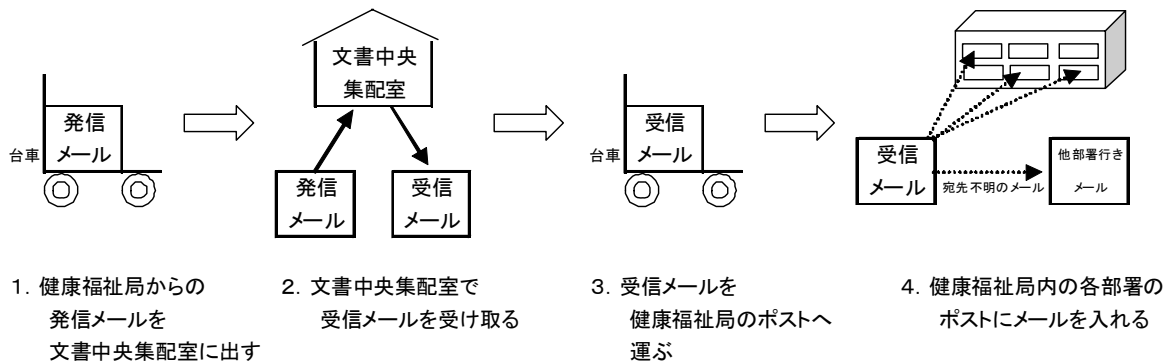 文書中央
集配室
発信
メール
台車
発信
メール
受信
メール
受信
メール
台車
受信
メール
宛先不明のメール
他部署行き
メール
1．健康福祉局からの
発信メールを
文書中央集配室に出す
2．文書中央集配室で
受信メールを受け取る
3．受信メールを
健康福祉局のポストへ
運ぶ
4．健康福祉局内の各部署の
ポストにメールを入れる